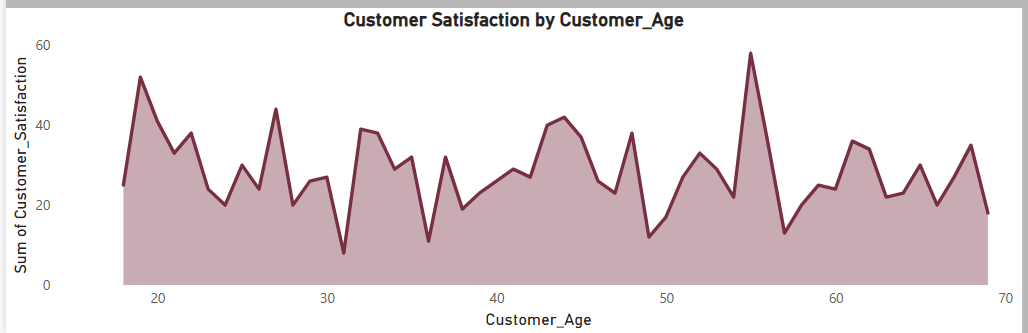 Customer Satisfaction by Customer_Age
Sum of Customer_Satisfaction
60
40
20
0
20 30 40 50 60 70
Customer_Age